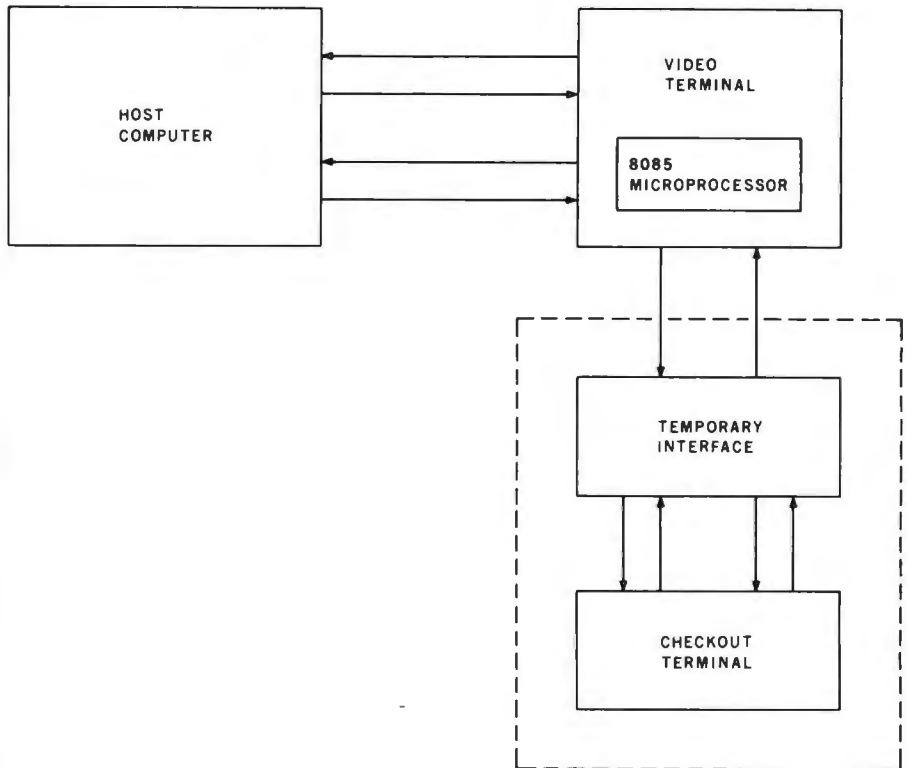 HOST
COMPUTER
VIDEO
TERMINAL
8085
MICROPROCESSOR
TEMPORARY
INTERFACE
CHECKOUT
TERMINAL